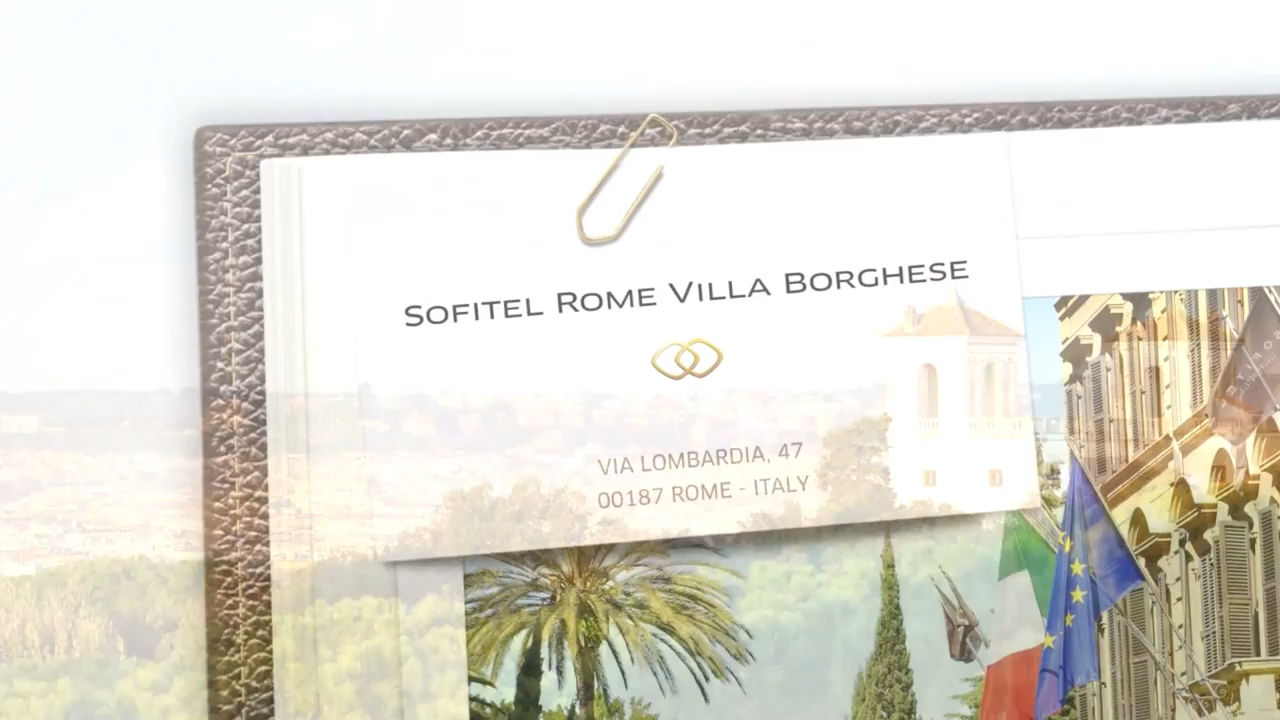 SOFITEL ROME VILLA BORGHESE
VIA LOMBARDIA, 47
00187 ROME - ITALY